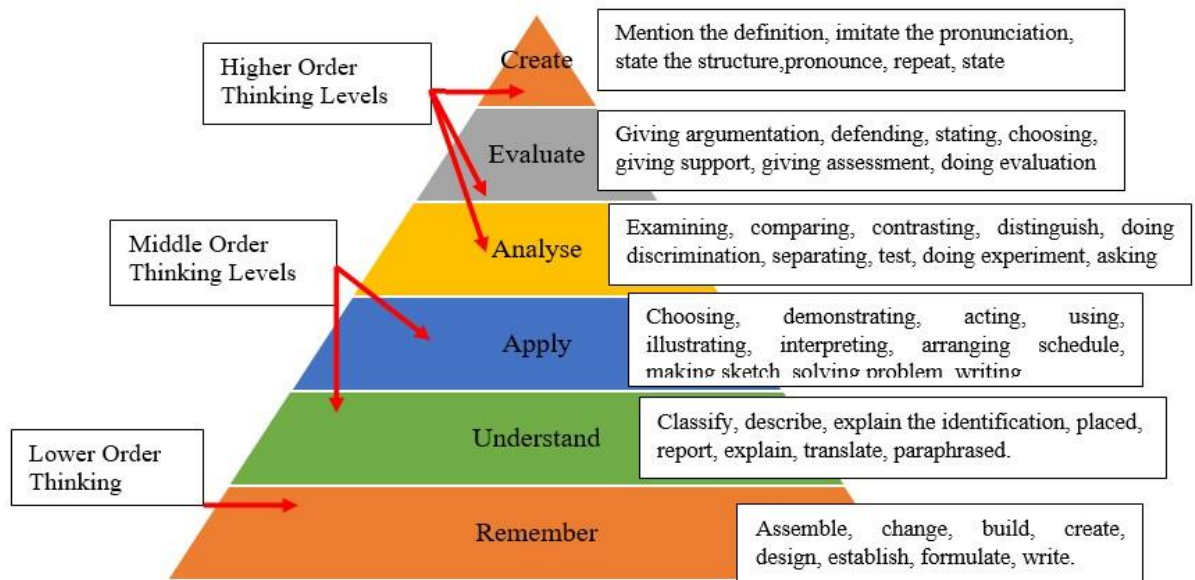 Create
Mention the definition, imitate the pronunciation,
state the structure,pronounce, repeat, state
Higher Order
Thinking Levels
Evaluate
Giving argumentation, defending, stating, choosing,
giving support, giving assessment, doing evaluation
Middle Order
Thinking Levels
Analyse
Examining, comparing, contrasting, distinguish, doing
discrimination, separating, test, doing experiment, asking
Apply
Choosing, demonstrating, acting, using,
illustrating, interpreting, arranging schedule,
making sketch, solving problem, writing
Understand
Classify, describe, explain the identification, placed,
report, explain, translate, paraphrased.
Lower Order
Thinking
Remember
Assemble, change, build, create,
design, establish, formulate, write.